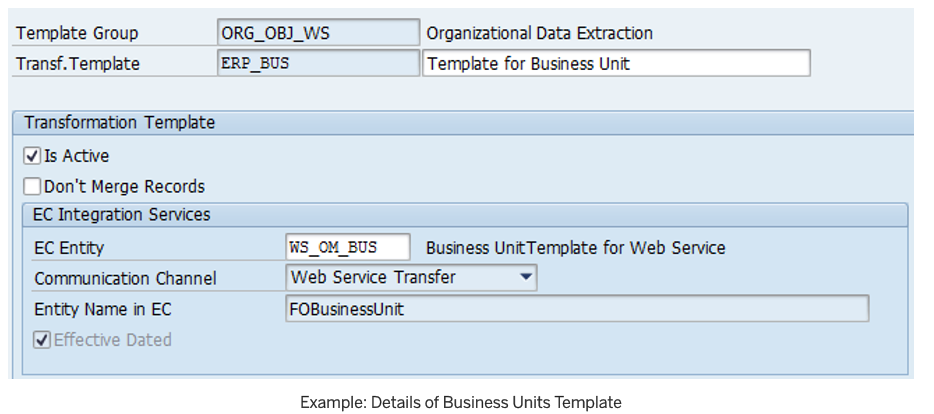 Template Group ORG_OBJ_WS Organizational Data Extraction
Transf.Template ERP_BUS Template for Business Unit
Transformation Template
Is Active
Don't Merge Records
EC Integration Services
EC Entity WS_OM_BUS Business UnitTemplate for Web Service
Communication Channel Web Service Transfer
Entity Name in EC FOBusinessUnit
Effective Dated
Example: Details of Business Units Template